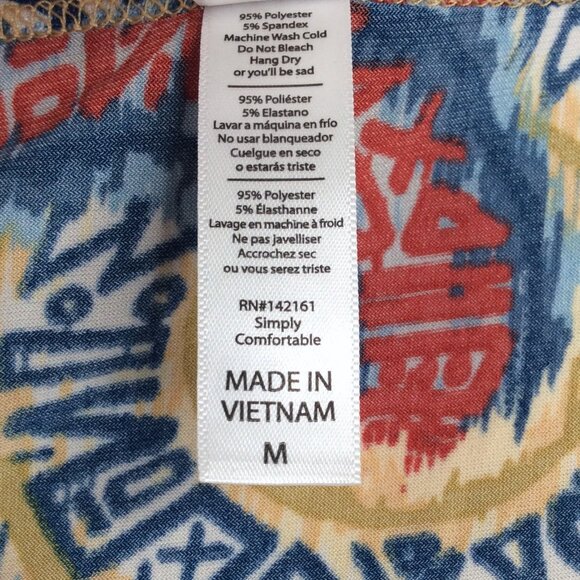 95% Polyester
5% Spandex
Machine Wash Cold
Do Not Bleach
Hang Dry
or you'll be sad
95% Poliéster
5% Elastano
Lavar a máquina en frío
No usar blanqueador
Cuelgue en seco
o estarás triste
95% Polyester
5% Élasthanne
Lavage en machine à froid
Ne pas javelliser
Accrochez sec
ou vous serez triste
RN#142161
Simply
Comfortable
MADE IN
VIETNAM
M